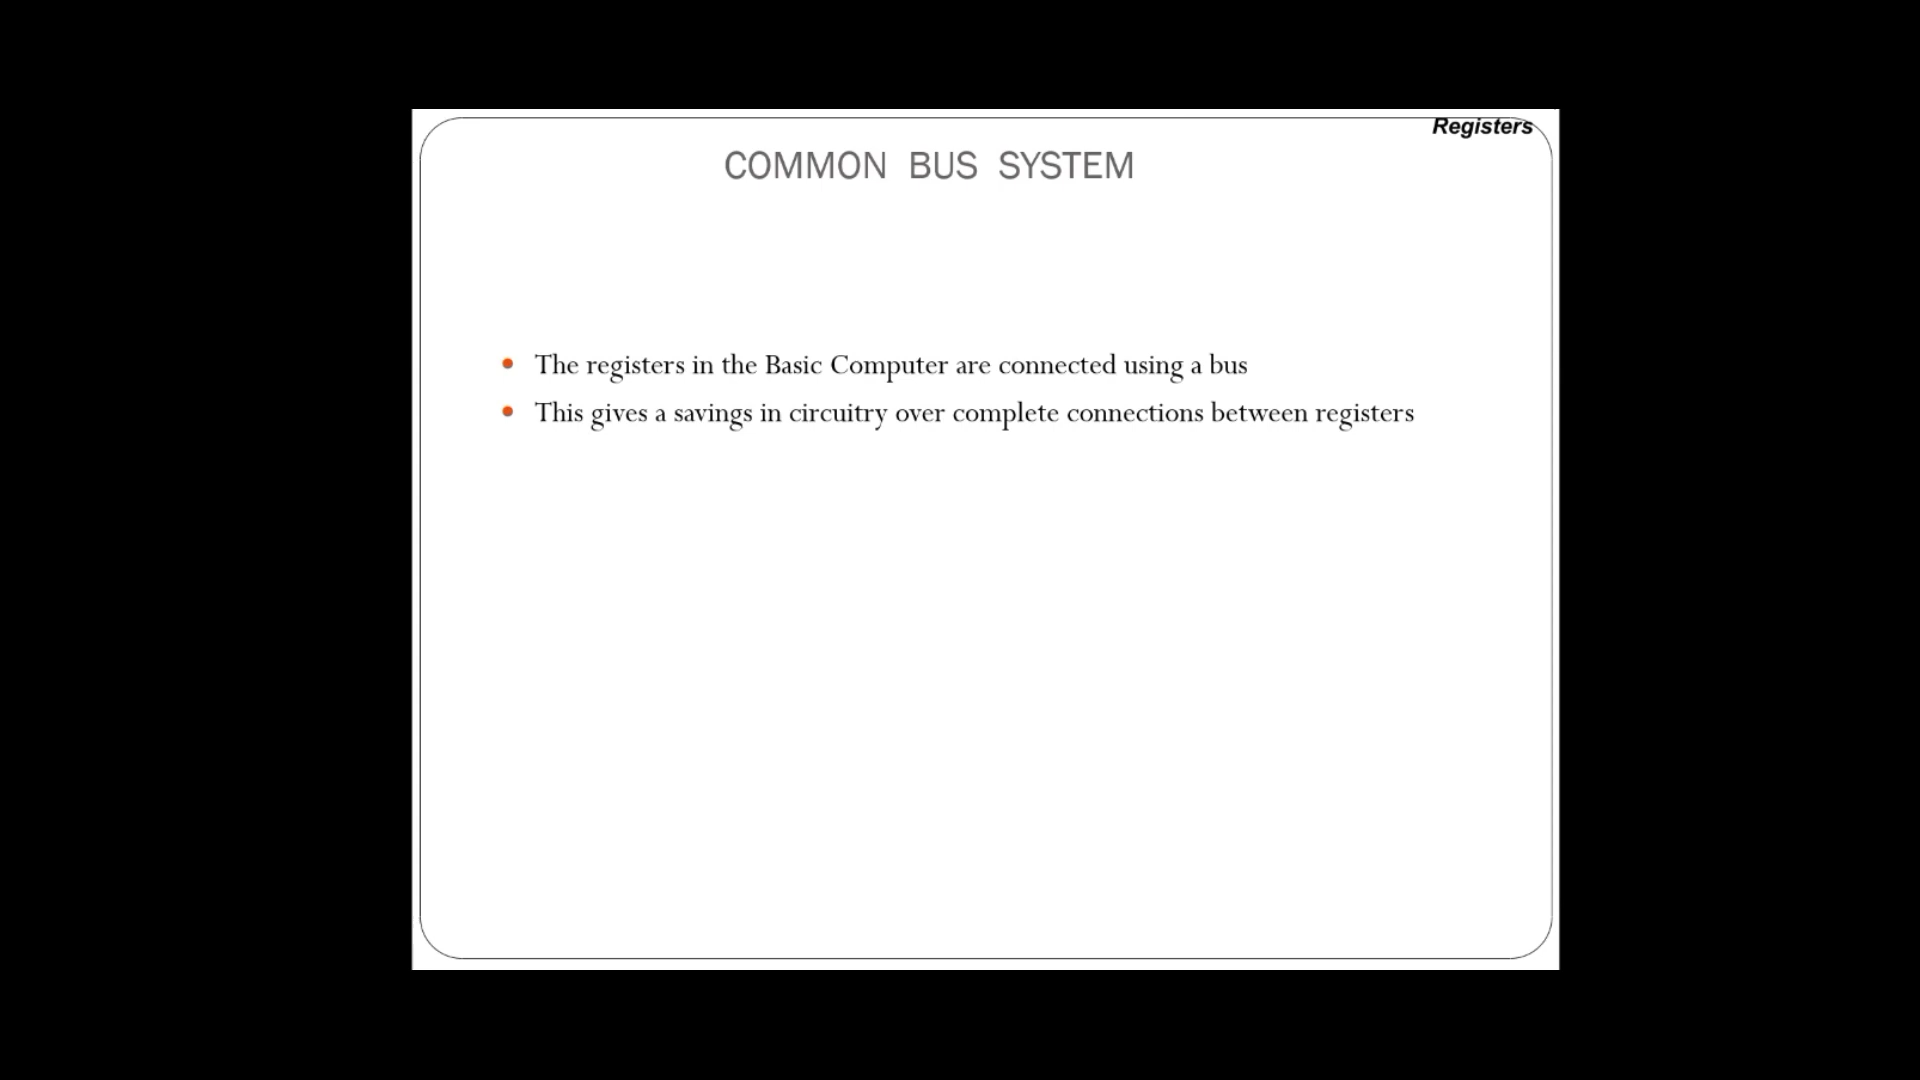 Registers
COMMON BUS SYSTEM
The registers in the Basic Computer are connected using a bus
This gives a savings in circuitry over complete connections between registers